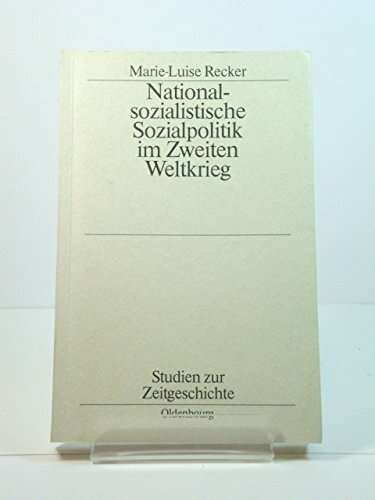 Marie-Luise Recker
National-
sozialistische
Sozialpolitik
im Zweiten
Weltkrieg
Studien zur
Zeitgeschichte
Oldenbourg